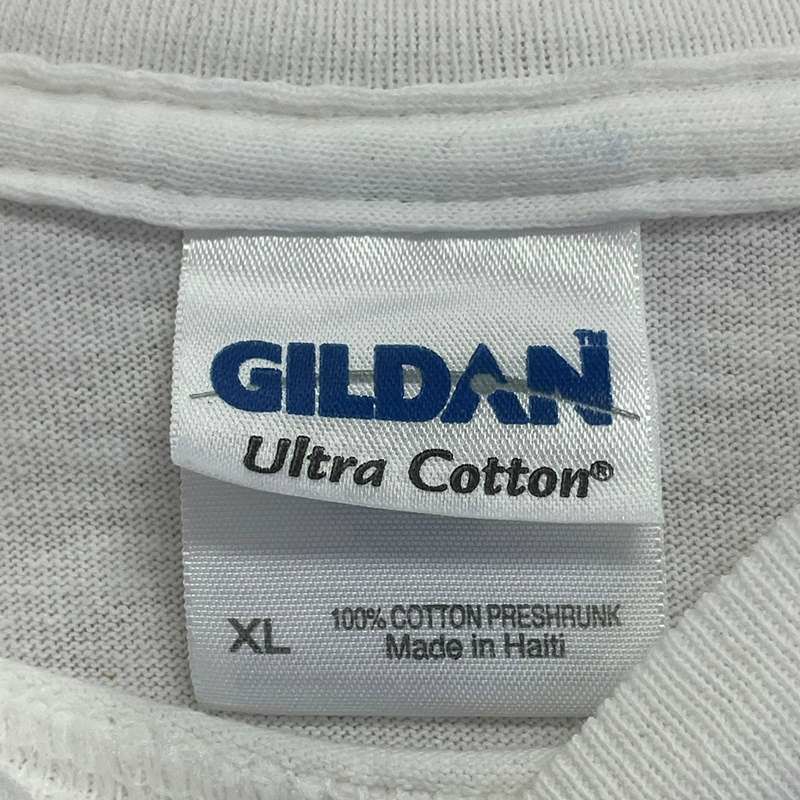 GILDAN™
Ultra Cotton®
XL
100% COTTON PRESHRUNK
Made in Haiti